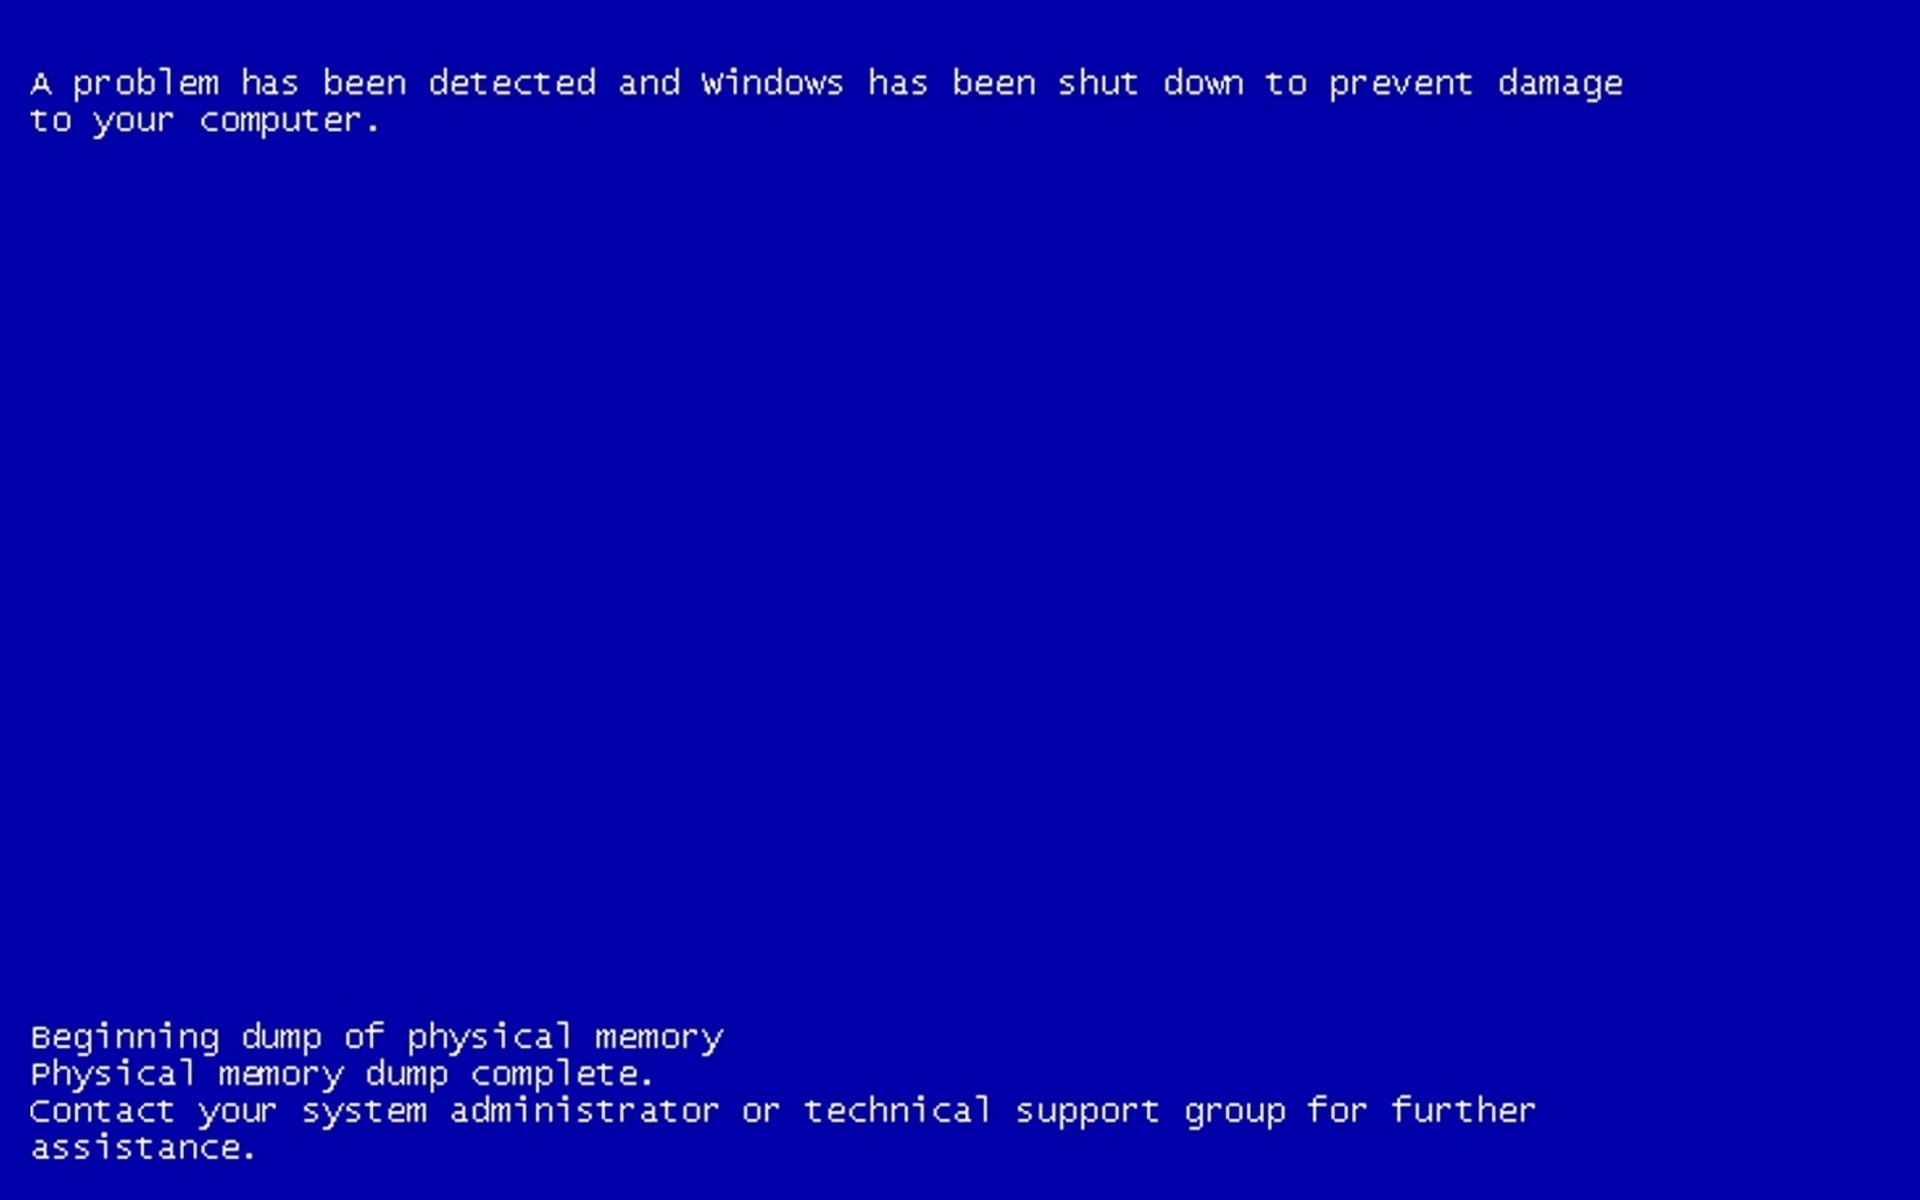 A problem has been detected and Windows has been shut down to prevent damage
to your computer.
Beginning dump of physical memory
Physical memory dump complete.
Contact your system administrator or technical support group for further
assistance.